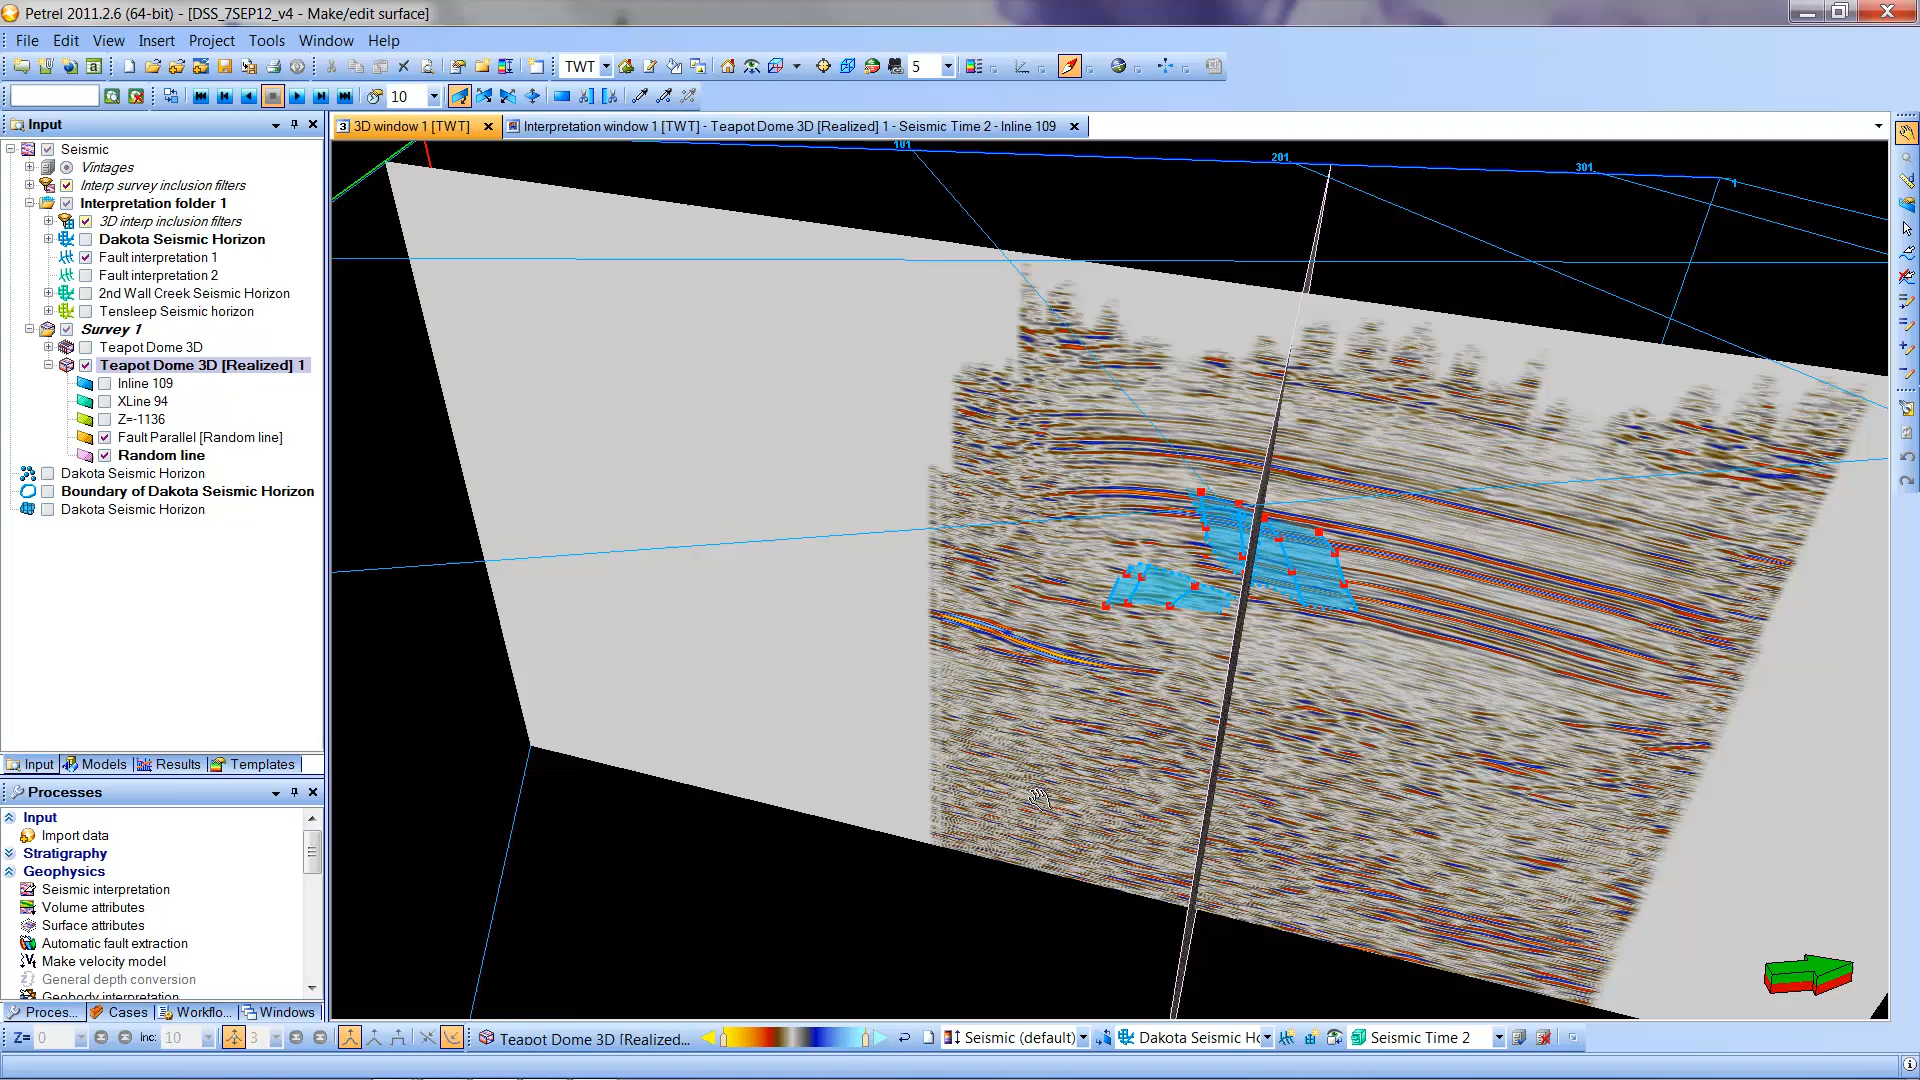 Petrel 2011.2.6 (64-bit) - [DSS_7SEP12_v4 - Make/edit surface]
File Edit View Insert Project Tools Window Help
TWT 5
10
Input
3 3D window 1 [TWT]
Interpretation window 1 [TWT] - Teapot Dome 3D [Realized] 1 - Seismic Time 2 - Inline 109
Seismic
Vintages
Interp survey inclusion filters
Interpretation folder 1
3D interp inclusion filters
Dakota Seismic Horizon
Fault interpretation 1
Fault interpretation 2
2nd Wall Creek Seismic Horizon
Tensleep Seismic horizon
Survey 1
Teapot Dome 3D
Teapot Dome 3D [Realized] 1
Inline 109
XLine 94
Z=-1136
Fault Parallel [Random line]
Random line
Dakota Seismic Horizon
Boundary of Dakota Seismic Horizon
Dakota Seismic Horizon
101
201
301
1
Input Models Results Templates
Processes
Input
Import data
Stratigraphy
Geophysics
Seismic interpretation
Volume attributes
Surface attributes
Automatic fault extraction
Make velocity model
General depth conversion
Geobody interpretation
Proces... Cases Workflo... Windows
Z= 0 Inc: 10 3 Teapot Dome 3D [Realized... Seismic (default) Dakota Seismic Hc Seismic Time 2